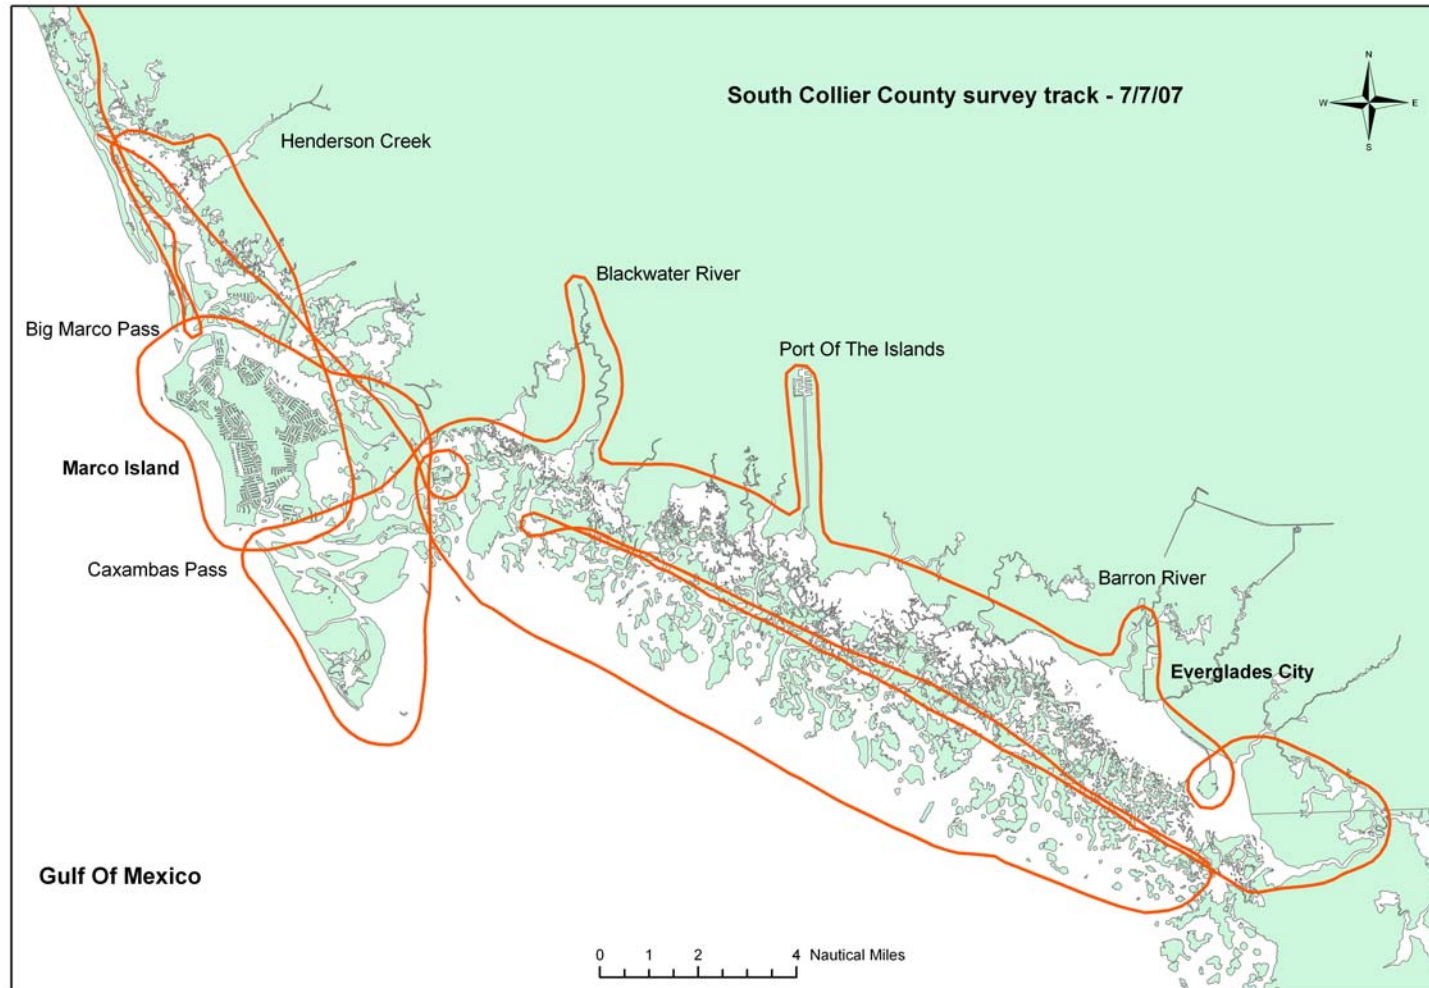 South Collier County survey track - 7/7/07
N
W
E
S
Henderson Creek
Blackwater River
Big Marco Pass
Port Of The Islands
Marco Island
Caxambas Pass
Barron River
Everglades City
Gulf Of Mexico
0 1 2 4 Nautical Miles